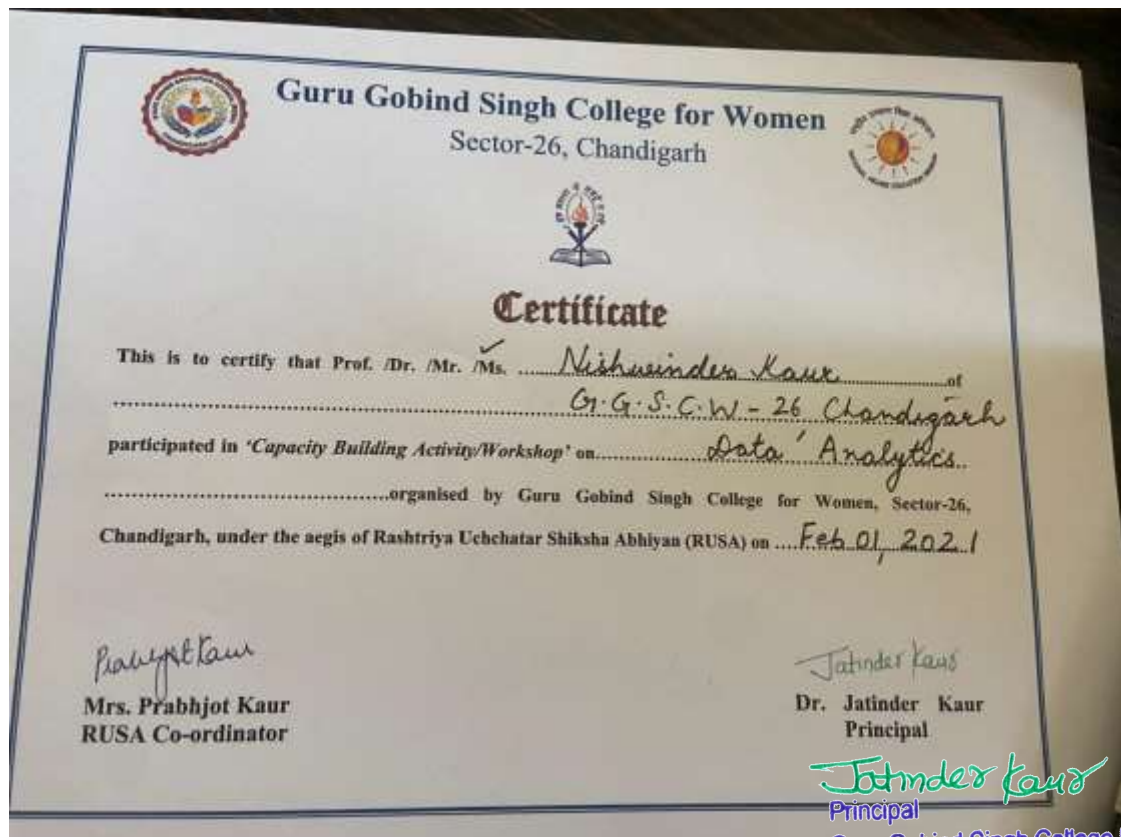 Guru Gobind Singh College for Women
Sector-26, Chandigarh
Certificate
This is to certify that Prof. /Dr. /Mr. /Ms. ..... Nishwinder Kaur ..................of
............................................................ G.G.S.C.W - 26 Chandigarh
participated in 'Capacity Building Activity/Workshop' on.................. Data Analytics..
........................................organised by Guru Gobind Singh College for Women, Sector-26,
Chandigarh, under the aegis of Rashtriya Uchchatar Shiksha Abhiyan (RUSA) on .... Feb 01, 2021
Prabhjot Kaur
Jatinder Kaur
Mrs. Prabhjot Kaur
RUSA Co-ordinator
Dr. Jatinder Kaur
Principal
Jatinder Kaur
Principal